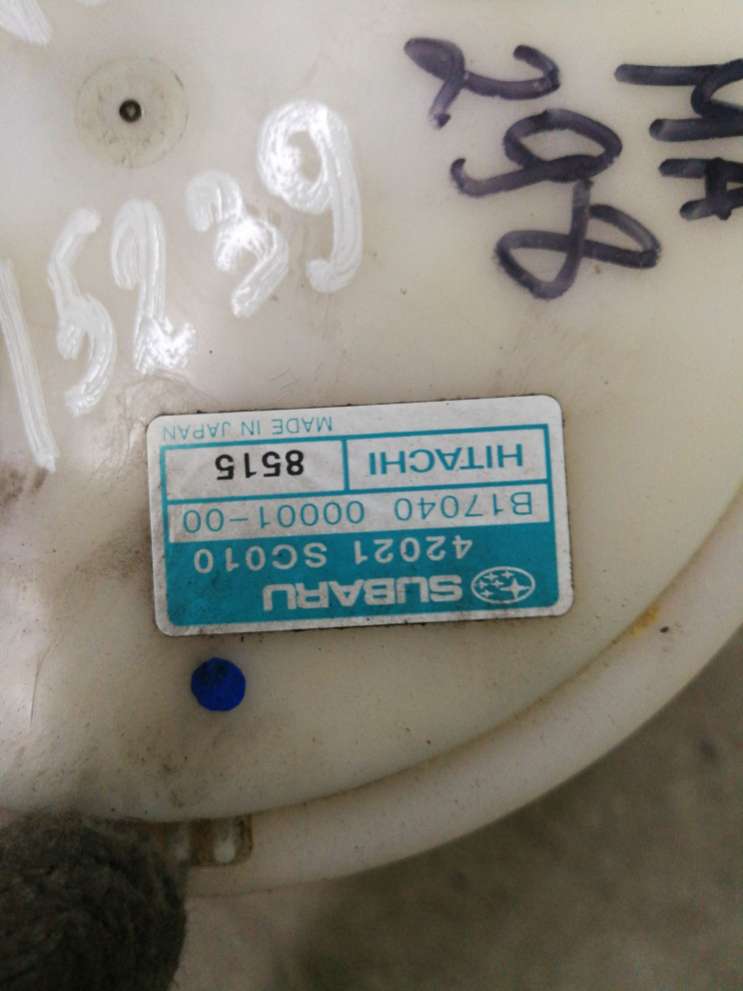 15239
SUBARU
42021 SC010
B17040 00001-00
HITACHI 8515
MADE IN JAPAN